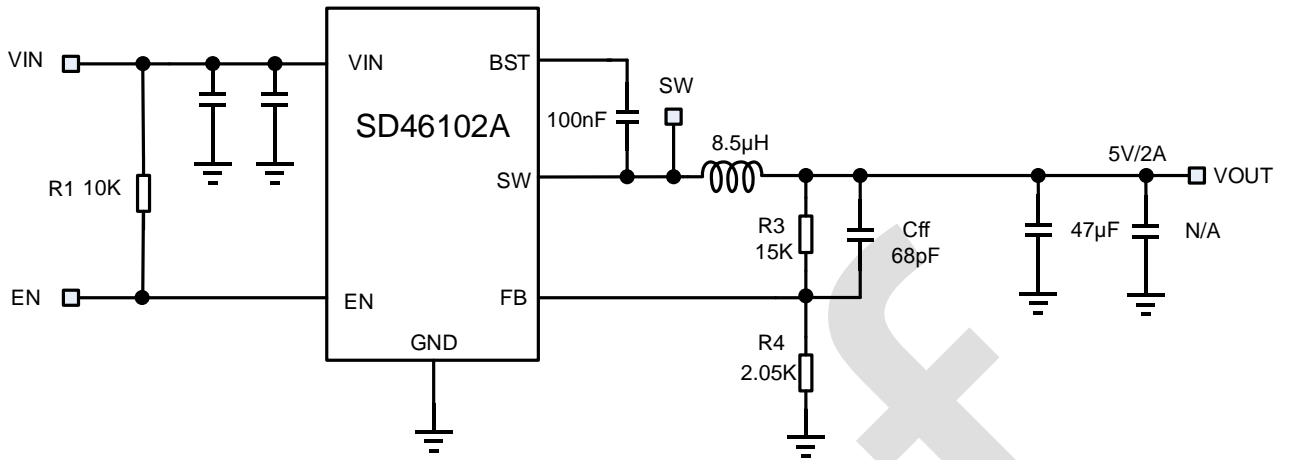 VIN
VIN
BST
SW
SD46102A
100nF
8.5µH
R1 10K
SW
5V/2A
VOUT
R3
15K
Cff
68pF
47µF
N/A
EN
EN
FB
GND
R4
2.05K